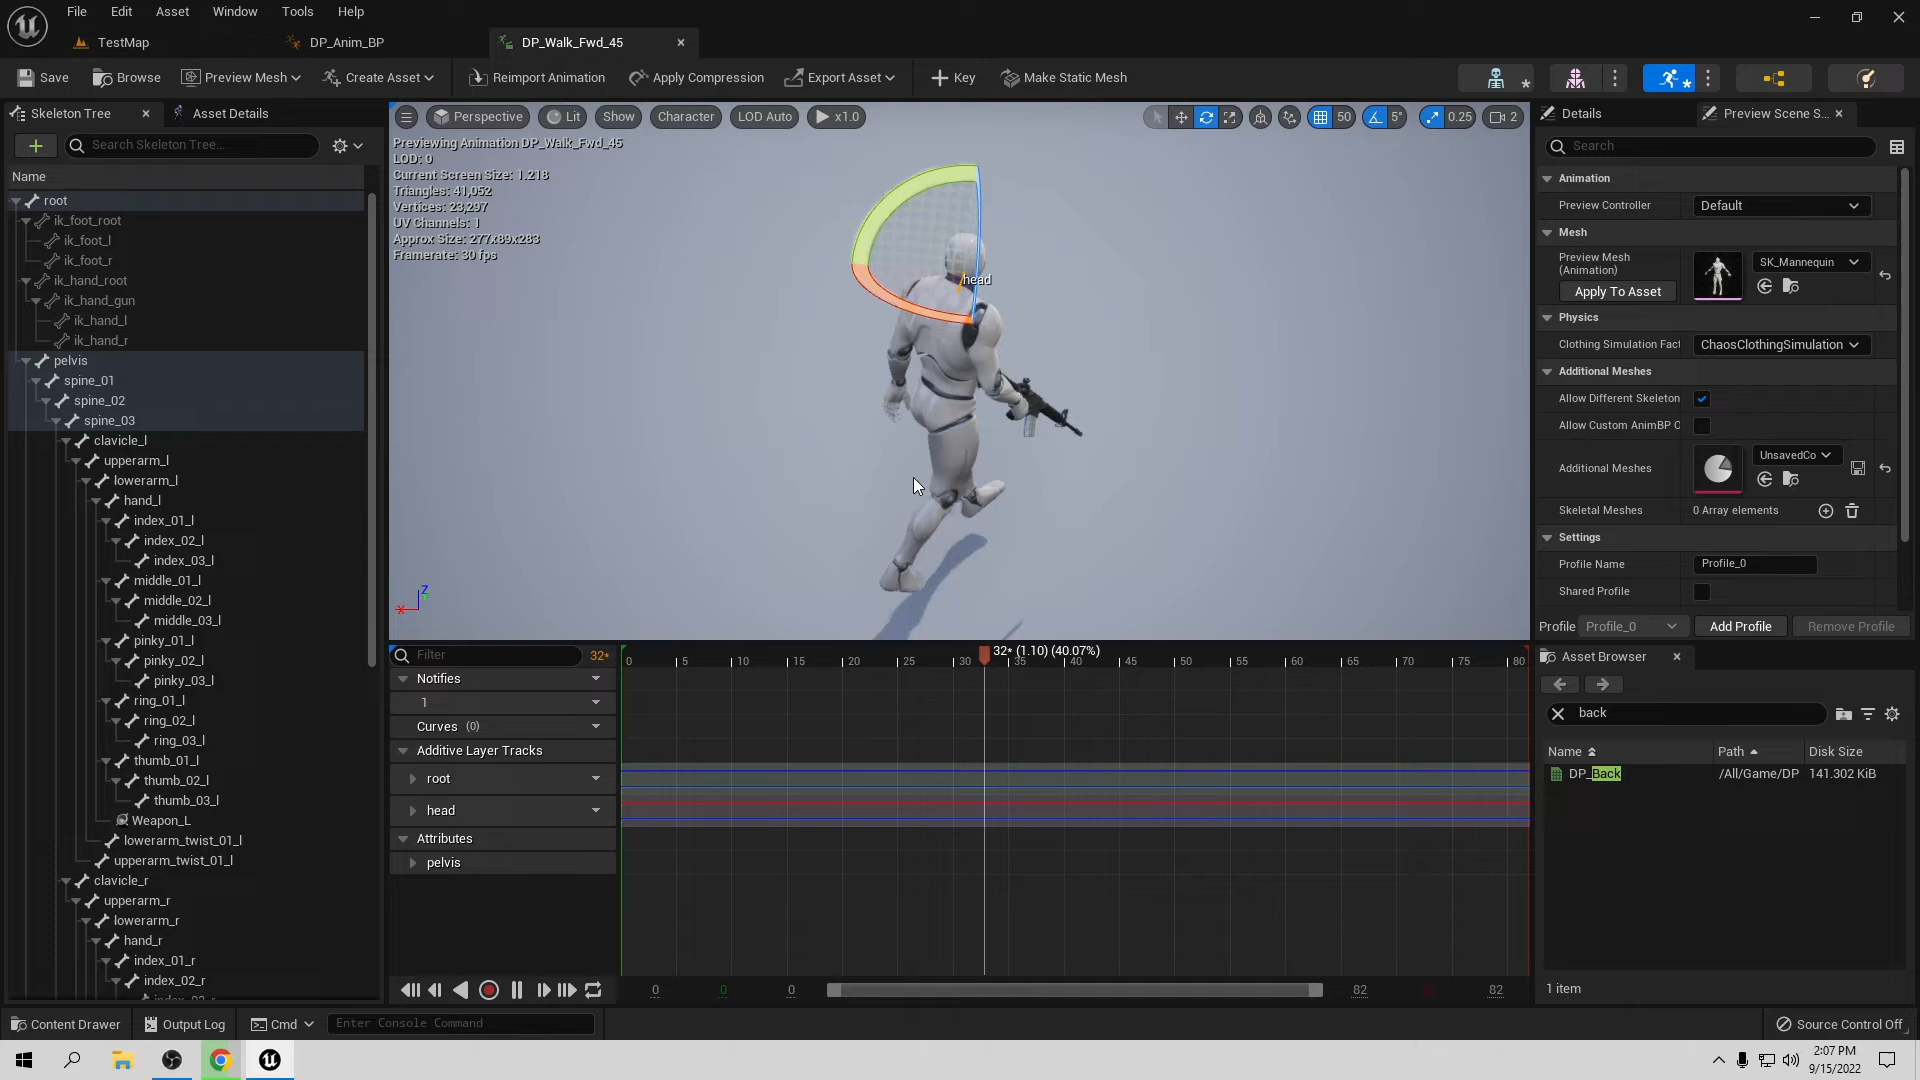 File Edit Asset Window Tools Help
TestMap DP_Anim_BP DP_Walk_Fwd_45
Save Browse Preview Mesh Create Asset Reimport Animation Apply Compression Export Asset Key Make Static Mesh
Skeleton Tree Asset Details
Search Skeleton Tree...
Name
root
ik_foot_root
ik_foot_l
ik_foot_r
ik_hand_root
ik_hand_gun
ik_hand_l
ik_hand_r
pelvis
spine_01
spine_02
spine_03
clavicle_l
upperarm_l
lowerarm_l
hand_l
index_01_l
index_02_l
index_03_l
middle_01_l
middle_02_l
middle_03_l
pinky_01_l
pinky_02_l
pinky_03_l
ring_01_l
ring_02_l
ring_03_l
thumb_01_l
thumb_02_l
thumb_03_l
Weapon_L
lowerarm_twist_01_l
upperarm_twist_01_l
clavicle_r
upperarm_r
lowerarm_r
hand_r
index_01_r
index_02_r
Perspective Lit Show Character LOD Auto x1.0 50 5° 0.25 2
Previewing Animation DP_Walk_Fwd_45
LOD: 0
Current Screen Size: 1.218
Triangles: 41,052
Vertices: 23,297
UV Channels: 1
Approx Size: 277x89x283
Framerate: 30 fps
head
Z
X
Filter 32*
32* (1.10) (40.07%)
0 5 10 15 20 25 30 35 40 45 50 55 60 65 70 75 80
Notifies
1
Curves (0)
Additive Layer Tracks
root
head
Attributes
pelvis
0 0 0 82 82
Details Preview Scene S...
Search
Animation
Preview Controller Default
Mesh
Preview Mesh
(Animation)
SK_Mannequin
Apply To Asset
Physics
Clothing Simulation Fact ChaosClothingSimulation
Additional Meshes
Allow Different Skeleton
Allow Custom AnimBP O
Additional Meshes UnsavedCo
Skeletal Meshes 0 Array elements
Settings
Profile Name Profile_0
Shared Profile
Profile Profile_0 Add Profile Remove Profile
Asset Browser
back
Name Path Disk Size
DP_Back /All/Game/DP 141.302 KiB
1 item
Content Drawer Output Log Cmd Enter Console Command Source Control Off
2:07 PM
9/15/2022